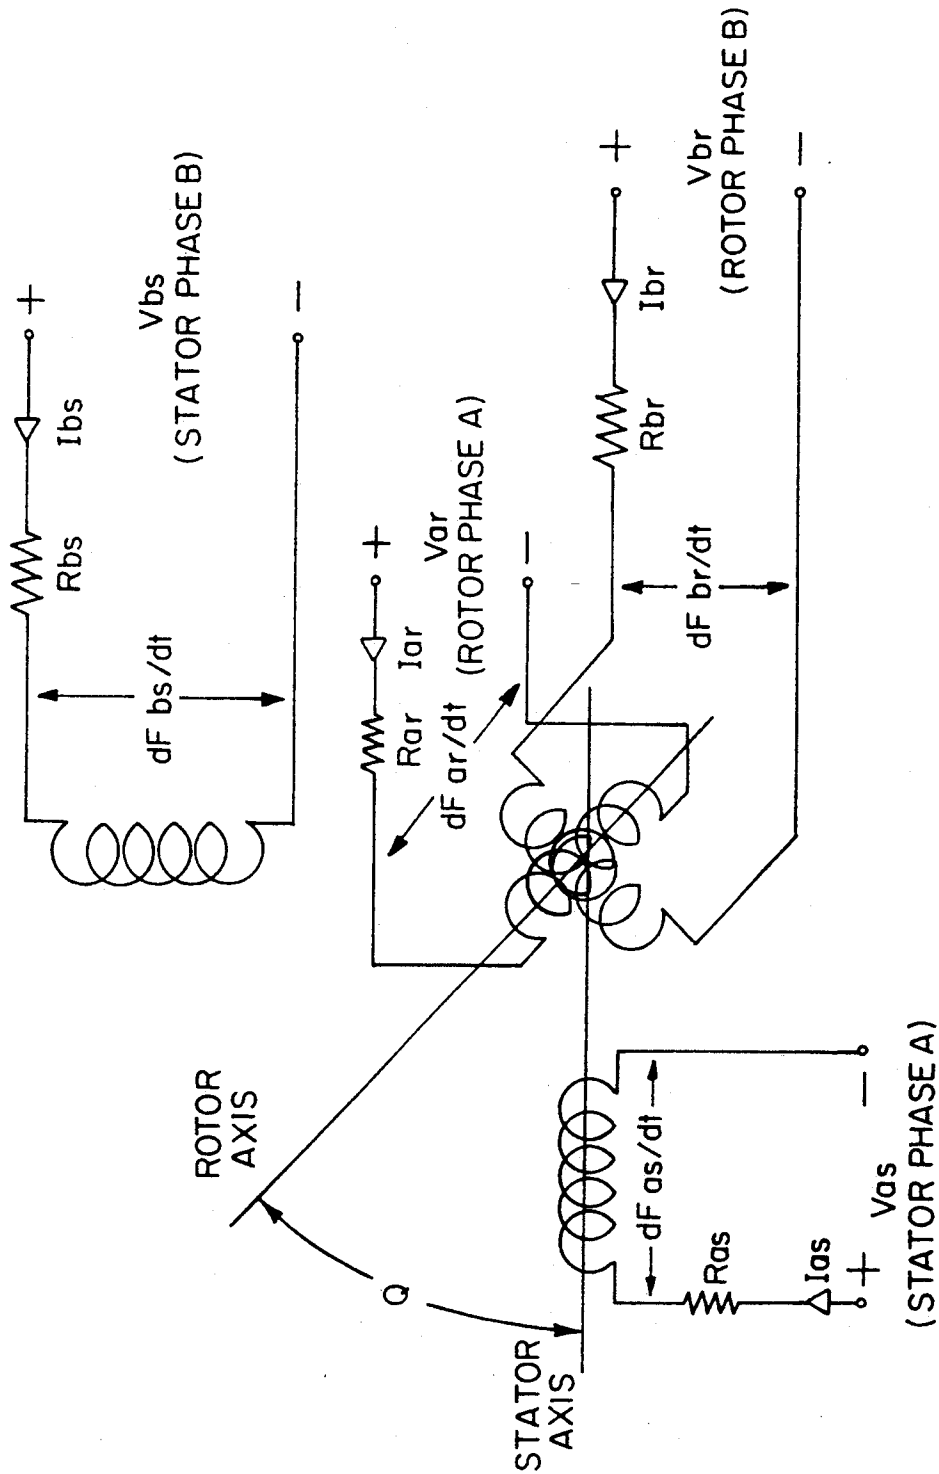 +
Rbs
Ibs
dF bs/dt
Vbs
(STATOR PHASE B)
−
ROTOR
AXIS
+
Rar
Iar
Var
(ROTOR PHASE A)
dF ar/dt
−
Q
STATOR
AXIS
dF as/dt
Ras
Ias
+
−
Vas
(STATOR PHASE A)
+
Rbr
Ibr
dF br/dt
Vbr
(ROTOR PHASE B)
−